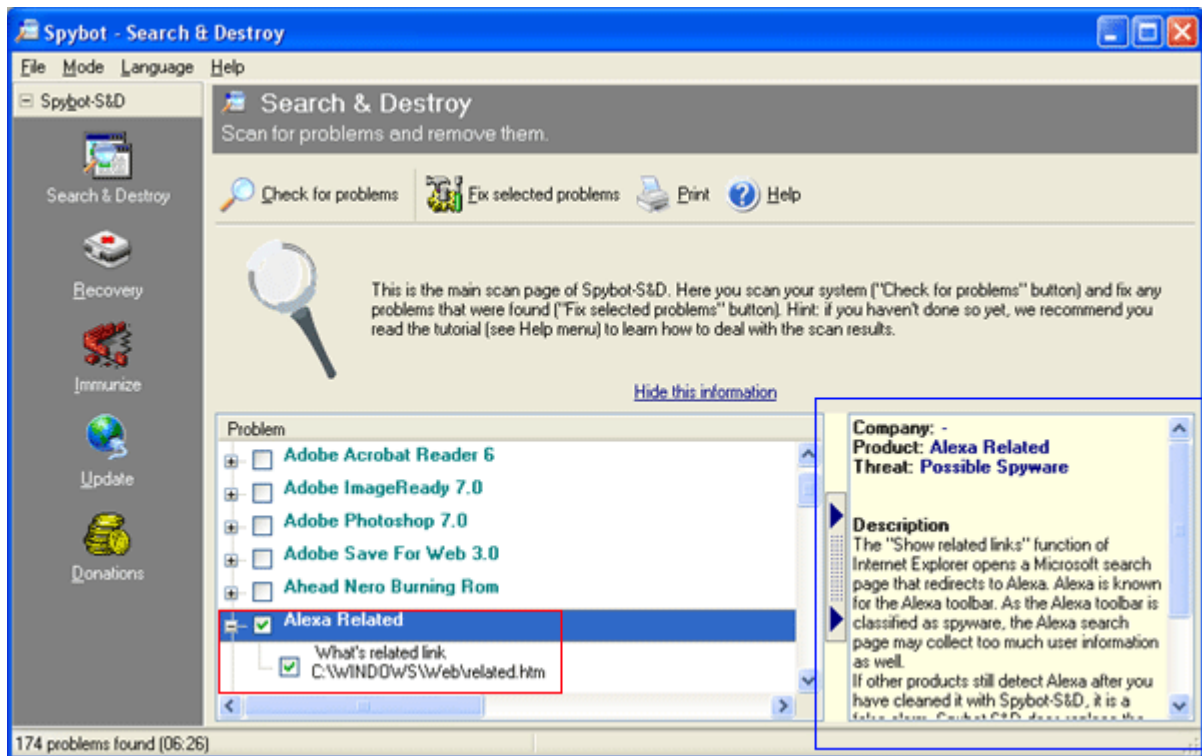 Spybot - Search & Destroy
File Mode Language Help
Spybot-S&D
Search & Destroy
Recovery
Immunize
Update
Donations
Search & Destroy
Scan for problems and remove them.
Check for problems
Fix selected problems
Print
Help
This is the main scan page of Spybot-S&D. Here you scan your system ("Check for problems" button) and fix any
problems that were found ("Fix selected problems" button). Hint: if you haven't done so yet, we recommend you
read the tutorial (see Help menu) to learn how to deal with the scan results.
Hide this information
Problem
Adobe Acrobat Reader 6
Adobe ImageReady 7.0
Adobe Photoshop 7.0
Adobe Save For Web 3.0
Ahead Nero Burning Rom
Alexa Related
What's related link
C:\WINDOWS\Web\related.htm
Company: -
Product: Alexa Related
Threat: Possible Spyware
Description
The "Show related links" function of
Internet Explorer opens a Microsoft search
page that redirects to Alexa. Alexa is known
for the Alexa toolbar. As the Alexa toolbar is
classified as spyware, the Alexa search
page may collect too much user information
as well.
If other products still detect Alexa after you
have cleaned it with Spybot-S&D, it is a
174 problems found (06:26)